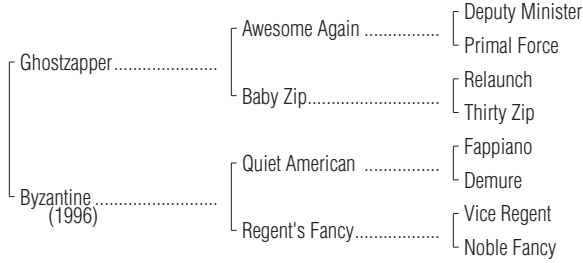 Deputy Minister
Awesome Again ..................
Primal Force
Ghostzapper........................
Relaunch
Baby Zip................................
Thirty Zip
Fappiano
Quiet American ..................
Demure
Byzantine ............................
(1996)
Vice Regent
Regent's Fancy....................
Noble Fancy